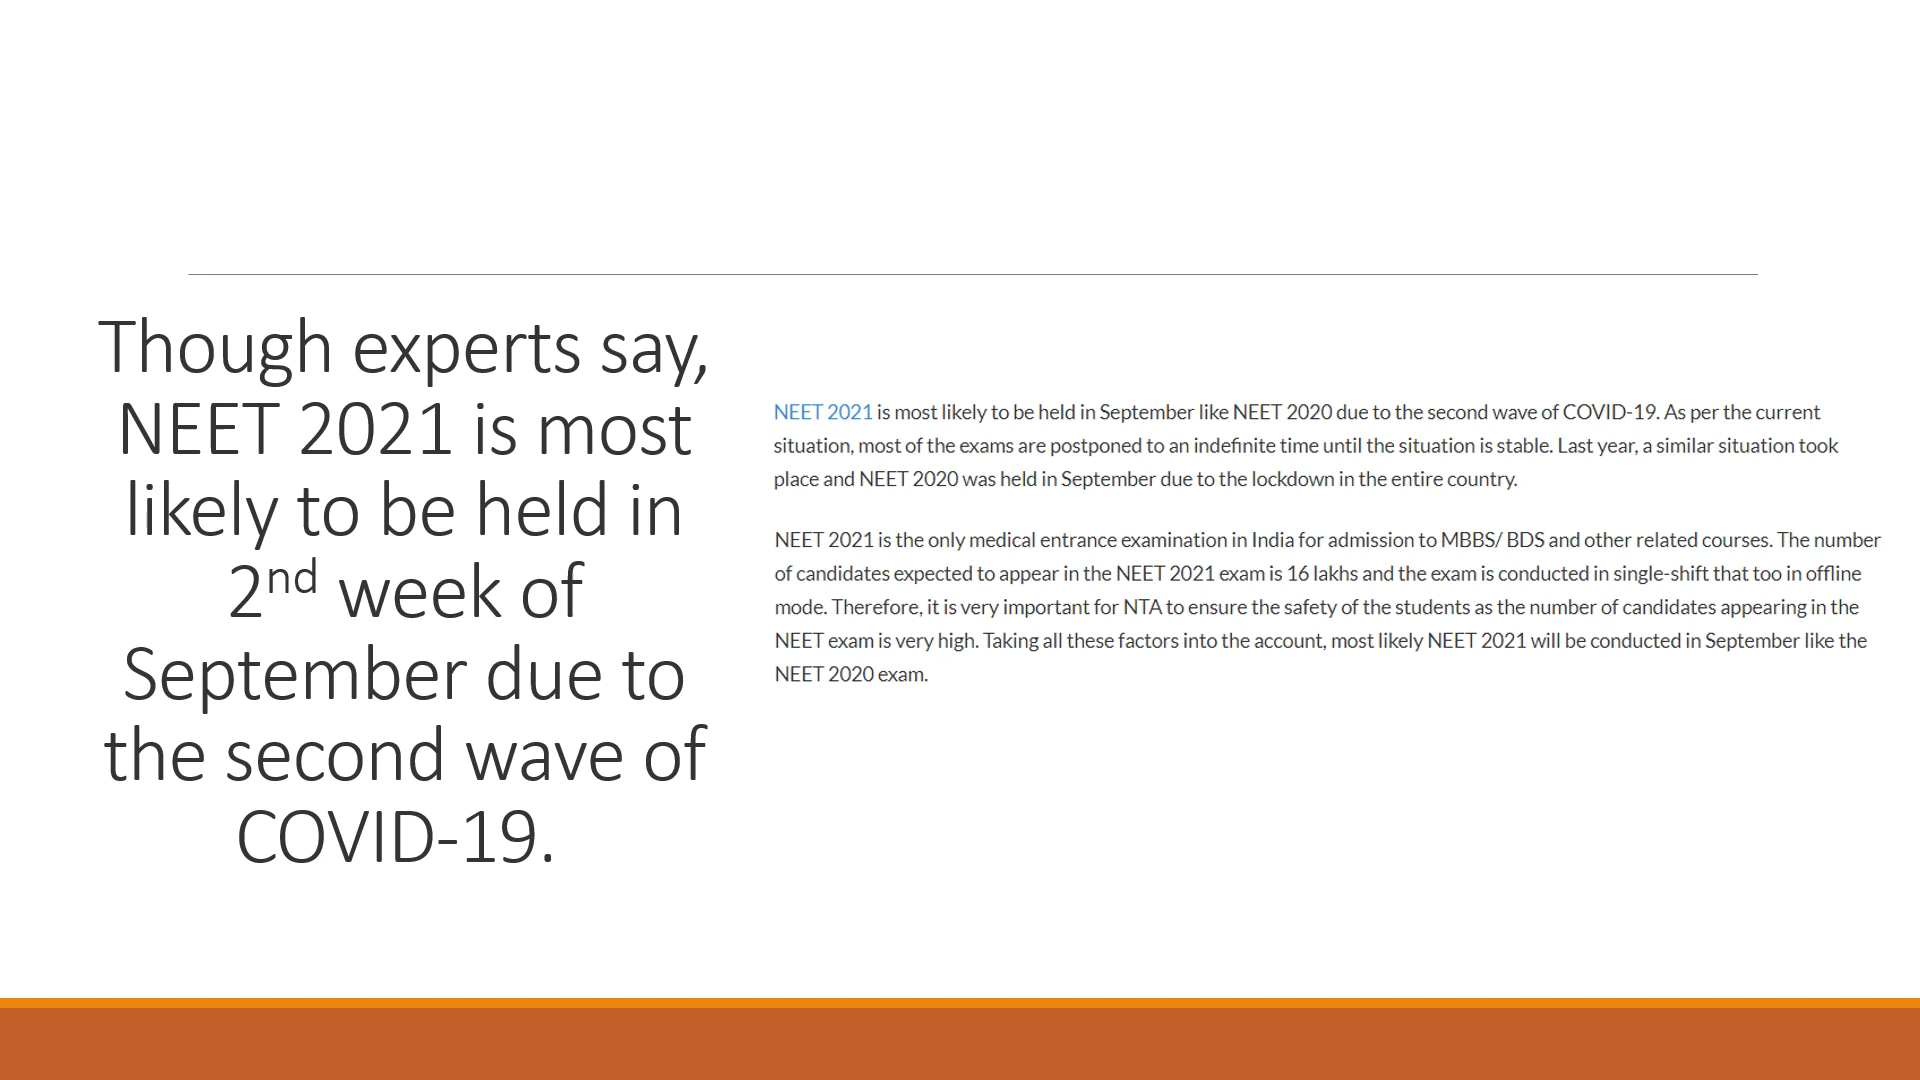 Though experts say,
NEET 2021 is most
likely to be held in
2nd week of
September due to
the second wave of
COVID-19.
NEET 2021 is most likely to be held in September like NEET 2020 due to the second wave of COVID-19. As per the current
situation, most of the exams are postponed to an indefinite time until the situation is stable. Last year, a similar situation took
place and NEET 2020 was held in September due to the lockdown in the entire country.
NEET 2021 is the only medical entrance examination in India for admission to MBBS/ BDS and other related courses. The number
of candidates expected to appear in the NEET 2021 exam is 16 lakhs and the exam is conducted in single-shift that too in offline
mode. Therefore, it is very important for NTA to ensure the safety of the students as the number of candidates appearing in the
NEET exam is very high. Taking all these factors into the account, most likely NEET 2021 will be conducted in September like the
NEET 2020 exam.